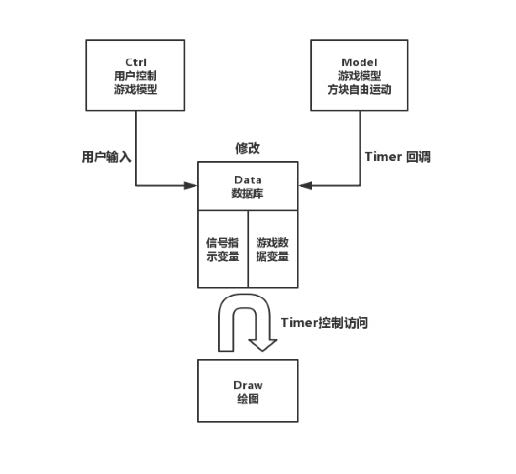 Ctrl
用户控制
游戏模型
Model
游戏模型
方块自由运动
用户输入
修改
Timer 回调
Data
数据库
信号指
示变量
游戏数
据变量
Timer控制访问
Draw
绘图